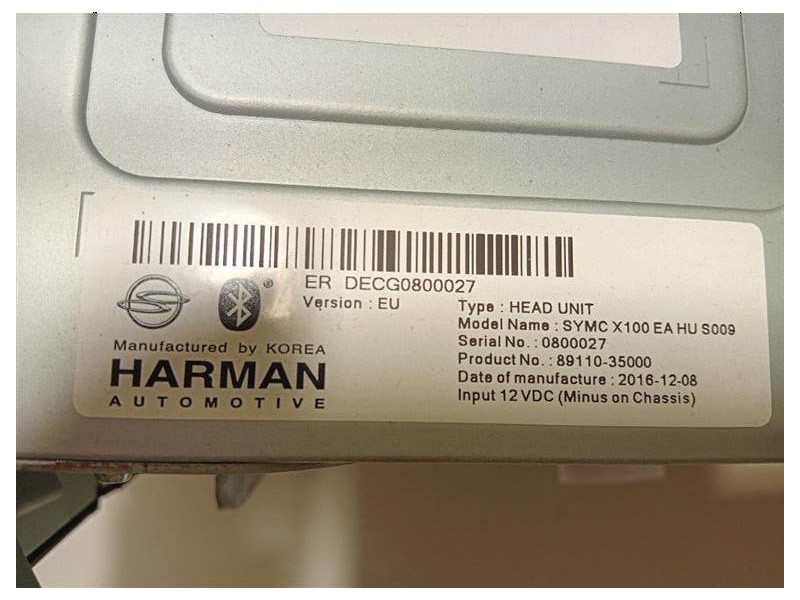 ER DECG0800027
Version : EU
Type : HEAD UNIT
Model Name : SYMC X100 EA HU S009
Serial No. : 0800027
Product No. : 89110-35000
Date of manufacture : 2016-12-08
Input 12 VDC (Minus on Chassis)
®
Manufactured by KOREA
HARMAN
AUTOMOTIVE